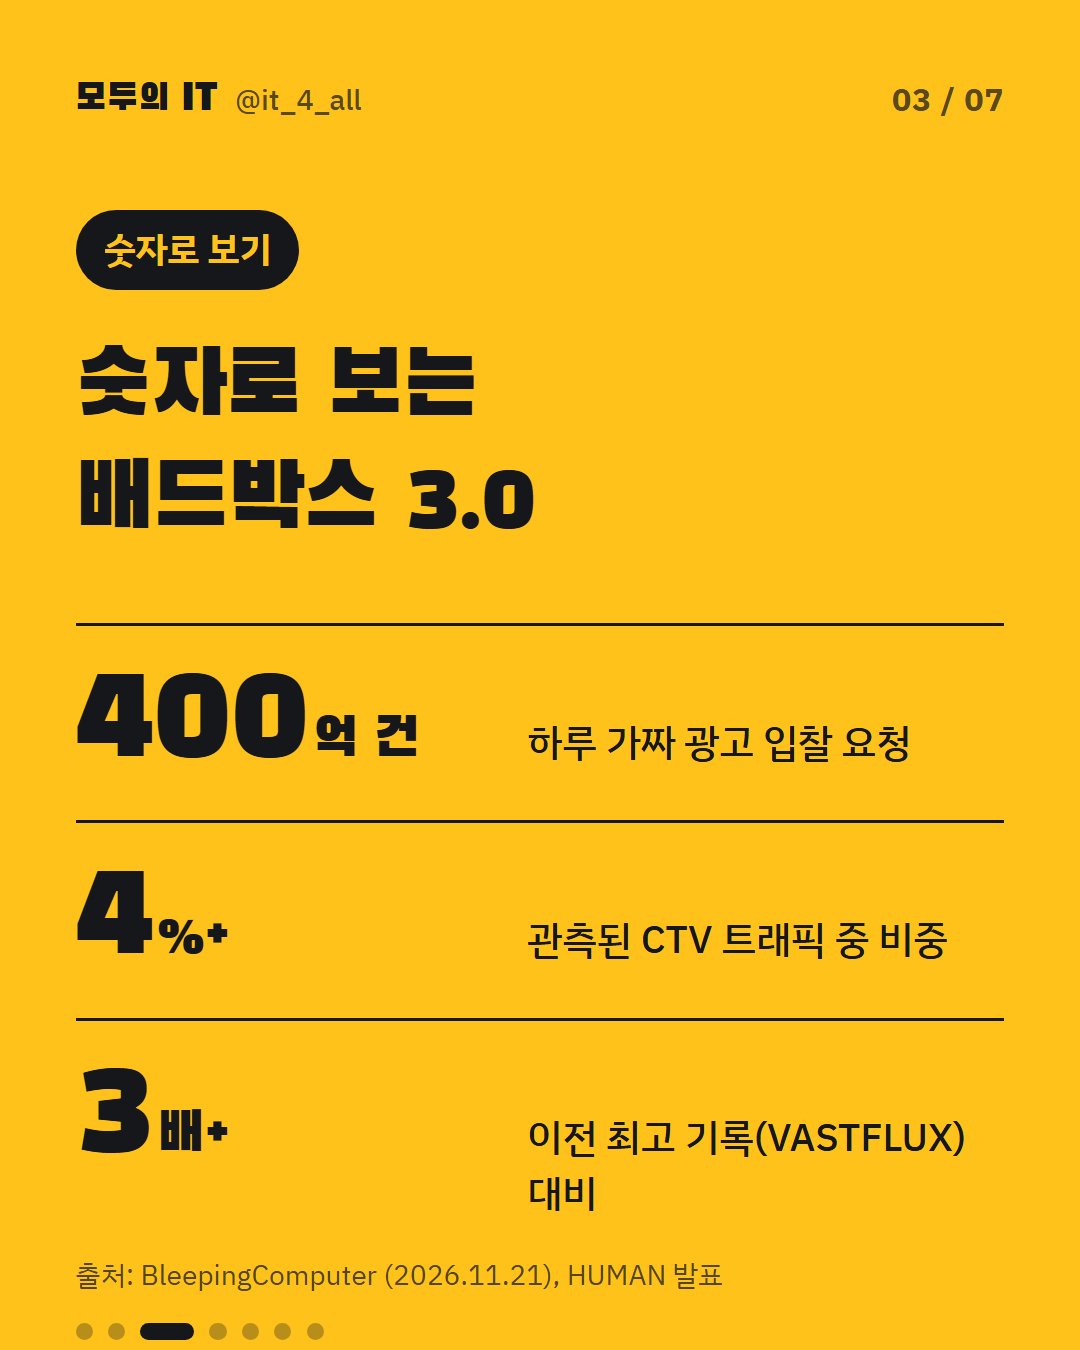 모두의 IT @it_4_all
03 / 07
숫자로 보기
숫자로 보는
배드박스 3.0
400억 건
하루 가짜 광고 입찰 요청
4%+
관측된 CTV 트래픽 중 비중
3배+
이전 최고 기록(VASTFLUX)
대비
출처: BleepingComputer (2026.11.21), HUMAN 발표